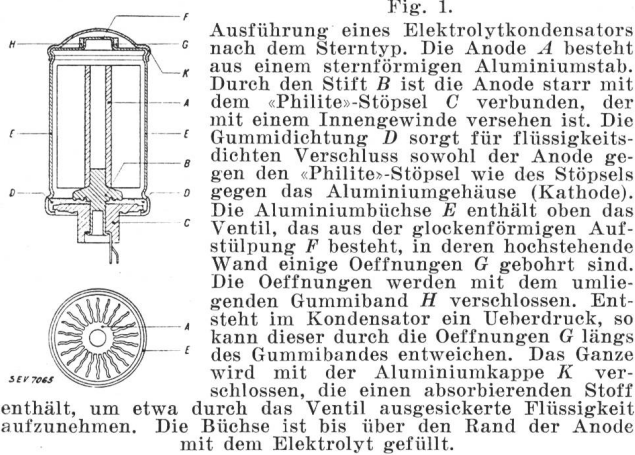 Fig. 1.
Ausführung eines Elektrolytkondensators
nach dem Sterntyp. Die Anode A besteht
aus einem sternförmigen Aluminiumstab.
Durch den Stift B ist die Anode starr mit
dem «Philite»-Stöpsel C verbunden, der
mit einem Innengewinde versehen ist. Die
Gummidichtung D sorgt für flüssigkeits-
dichten Verschluss sowohl der Anode ge-
gen den «Philite»-Stöpsel wie des Stöpsels
gegen das Aluminiumgehäuse (Kathode).
Die Aluminiumbüchse E enthält oben das
Ventil, das aus der glockenförmigen Auf-
stülpung F besteht, in deren hochstehende
Wand einige Oeffnungen G gebohrt sind.
Die Oeffnungen werden mit dem umlie-
genden Gummiband H verschlossen. Ent-
steht im Kondensator ein Ueberdruck, so
kann dieser durch die Oeffnungen G längs
des Gummibandes entweichen. Das Ganze
wird mit der Aluminiumkappe K ver-
schlossen, die einen absorbierenden Stoff
enthält, um etwa durch das Ventil ausgesickerte Flüssigkeit
aufzunehmen. Die Büchse ist bis über den Rand der Anode
mit dem Elektrolyt gefüllt.
F
H
G
K
A
E
E
B
D
D
C
A
E
SEV 7065